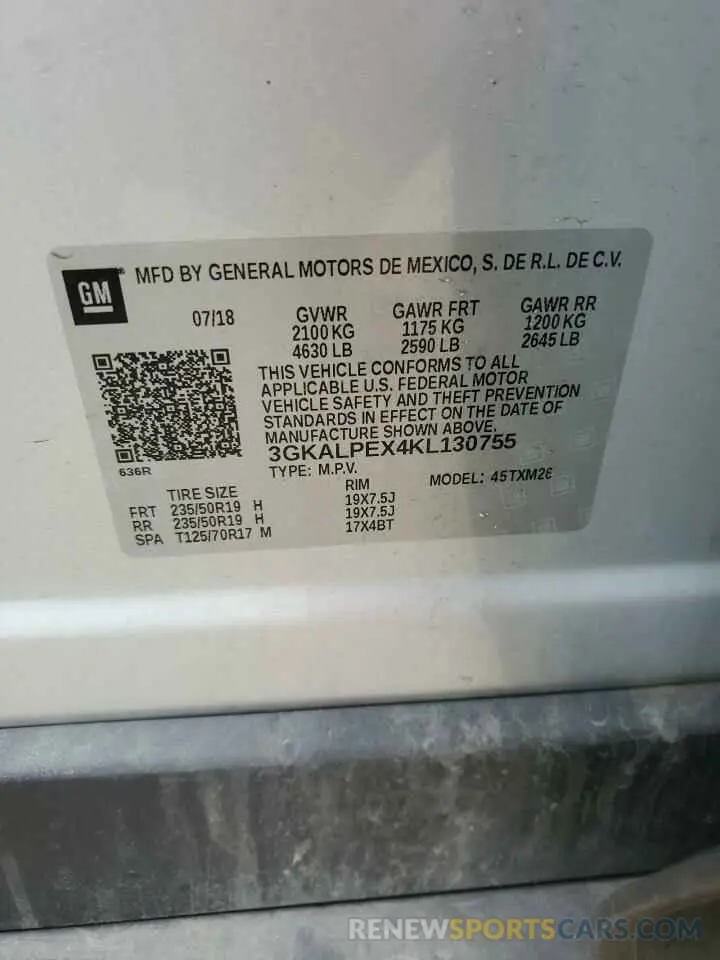 GM
MFD BY GENERAL MOTORS DE MEXICO, S. DE R.L. DE C.V.
07/18 GVWR GAWR FRT GAWR RR
2100 KG 1175 KG 1200 KG
4630 LB 2590 LB 2645 LB
THIS VEHICLE CONFORMS TO ALL
APPLICABLE U.S. FEDERAL MOTOR
VEHICLE SAFETY AND THEFT PREVENTION
STANDARDS IN EFFECT ON THE DATE OF
MANUFACTURE SHOWN ABOVE.
3GKALPEX4KL130755
636R
TYPE: M.P.V. MODEL: 45TXM26
TIRE SIZE RIM
FRT 235/50R19 H 19X7.5J
RR 235/50R19 H 19X7.5J
SPA T125/70R17 M 17X4BT
RENEWSPORTSCARS.COM